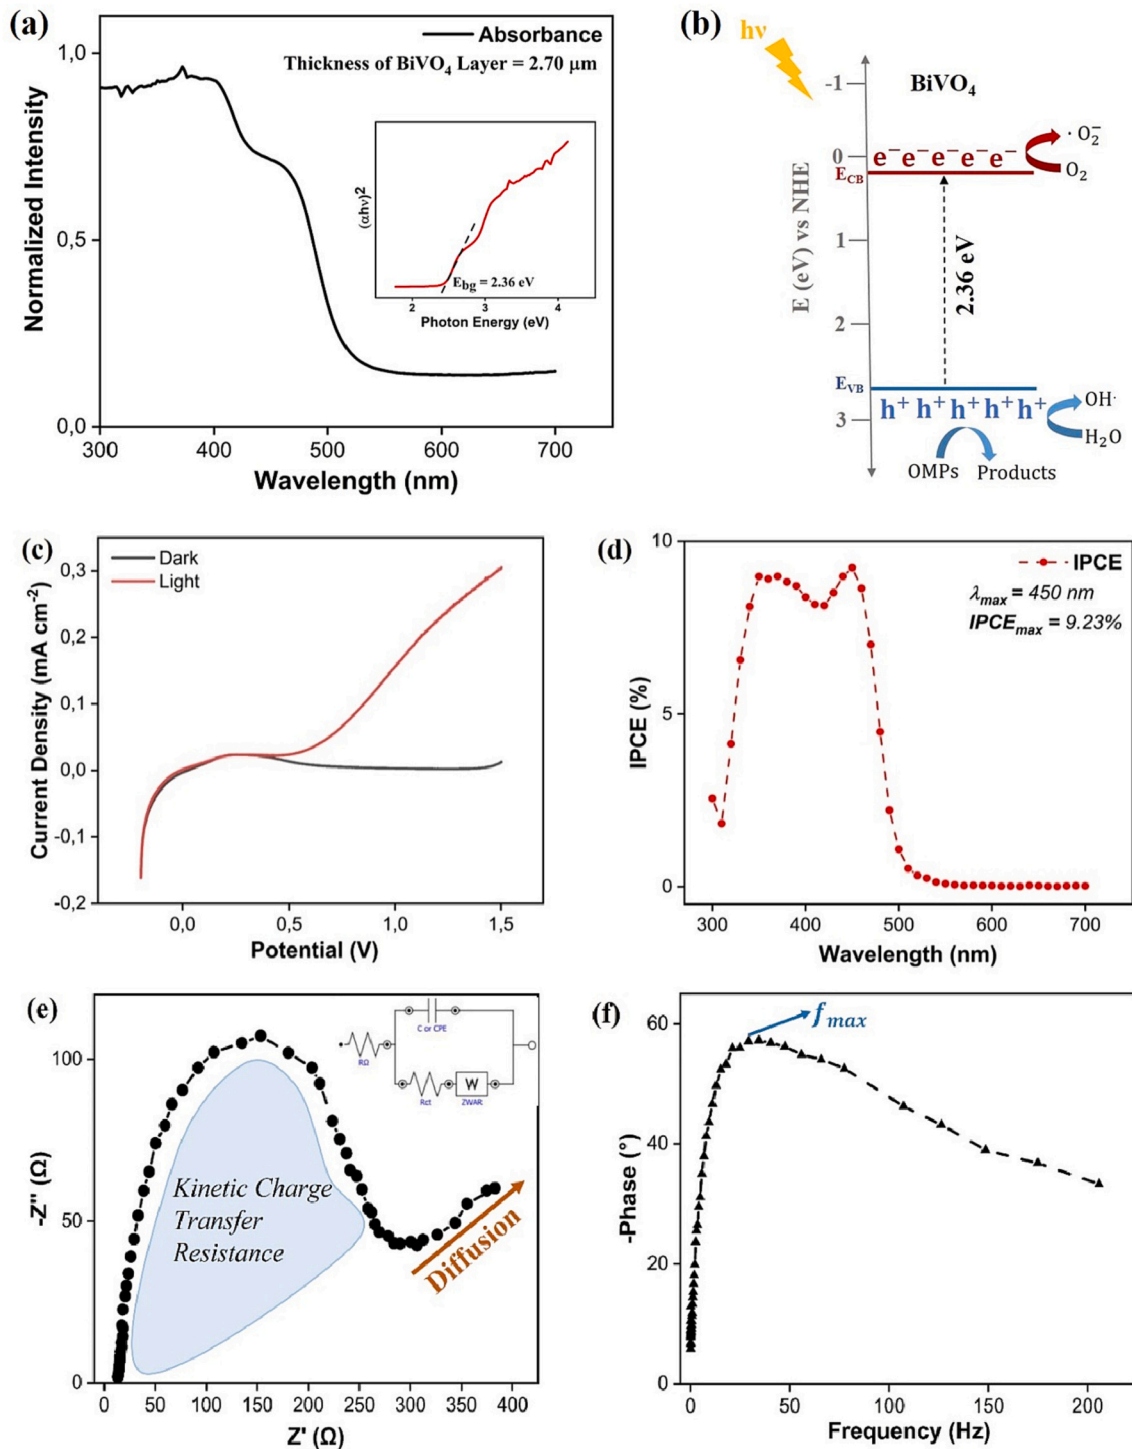 (a)
Absorbance
Thickness of BiVO₄ Layer = 2.70 μm
Normalized Intensity
1,0
0,5
0,0
300 400 500 600 700
Wavelength (nm)
(αhν)²
E_bg = 2.36 eV
2 3 4
Photon Energy (eV)
(b)
hν
BiVO₄
E (eV) vs NHE
-1
0
1
2
3
e⁻ e⁻ e⁻ e⁻ e⁻
· O₂⁻
O₂
E_CB
2.36 eV
E_VB
h⁺ h⁺ h⁺ h⁺ h⁺
OH·
H₂O
OMPs Products
(c)
Dark
Light
Current Density (mA cm⁻²)
0,3
0,2
0,1
0,0
-0,1
-0,2
0,0 0,5 1,0 1,5
Potential (V)
(d)
IPCE
λmax = 450 nm
IPCEmax = 9.23%
IPCE (%)
10
5
0
300 400 500 600 700
Wavelength (nm)
(e)
C or CPE
RΩ
Rct
W
ZWAR:
-Z'' (Ω)
100
50
0
Kinetic Charge
Transfer
Resistance
Diffusion
0 50 100 150 200 250 300 350 400
Z' (Ω)
(f)
f max
-Phase (°)
60
40
20
0
0 50 100 150 200
Frequency (Hz)